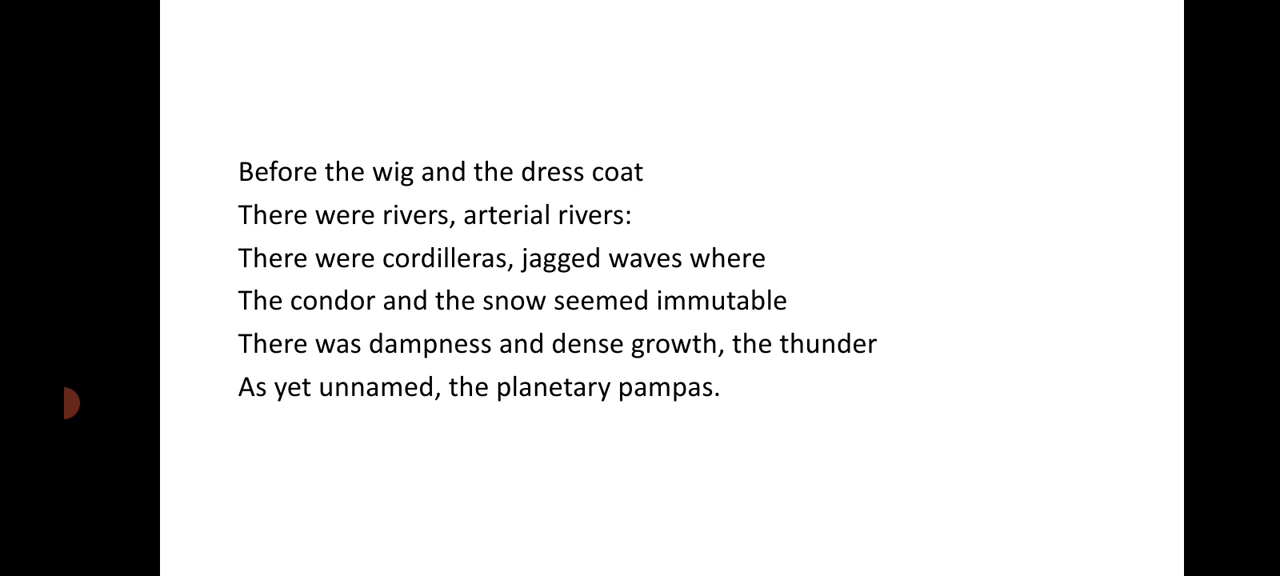 Before the wig and the dress coat
There were rivers, arterial rivers:
There were cordilleras, jagged waves where
The condor and the snow seemed immutable
There was dampness and dense growth, the thunder
As yet unnamed, the planetary pampas.